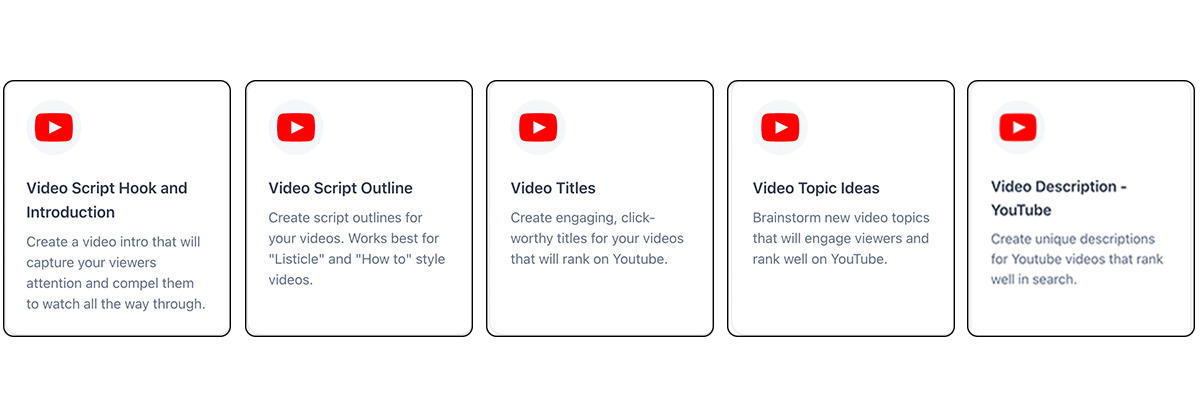 Video Script Hook and
Introduction
Create a video intro that will
capture your viewers
attention and compel them
to watch all the way through.
Video Script Outline
Create script outlines for
your videos. Works best for
"Listicle" and "How to" style
videos.
Video Titles
Create engaging, click-
worthy titles for your videos
that will rank on Youtube.
Video Topic Ideas
Brainstorm new video topics
that will engage viewers and
rank well on YouTube.
Video Description -
YouTube
Create unique descriptions
for Youtube videos that rank
well in search.